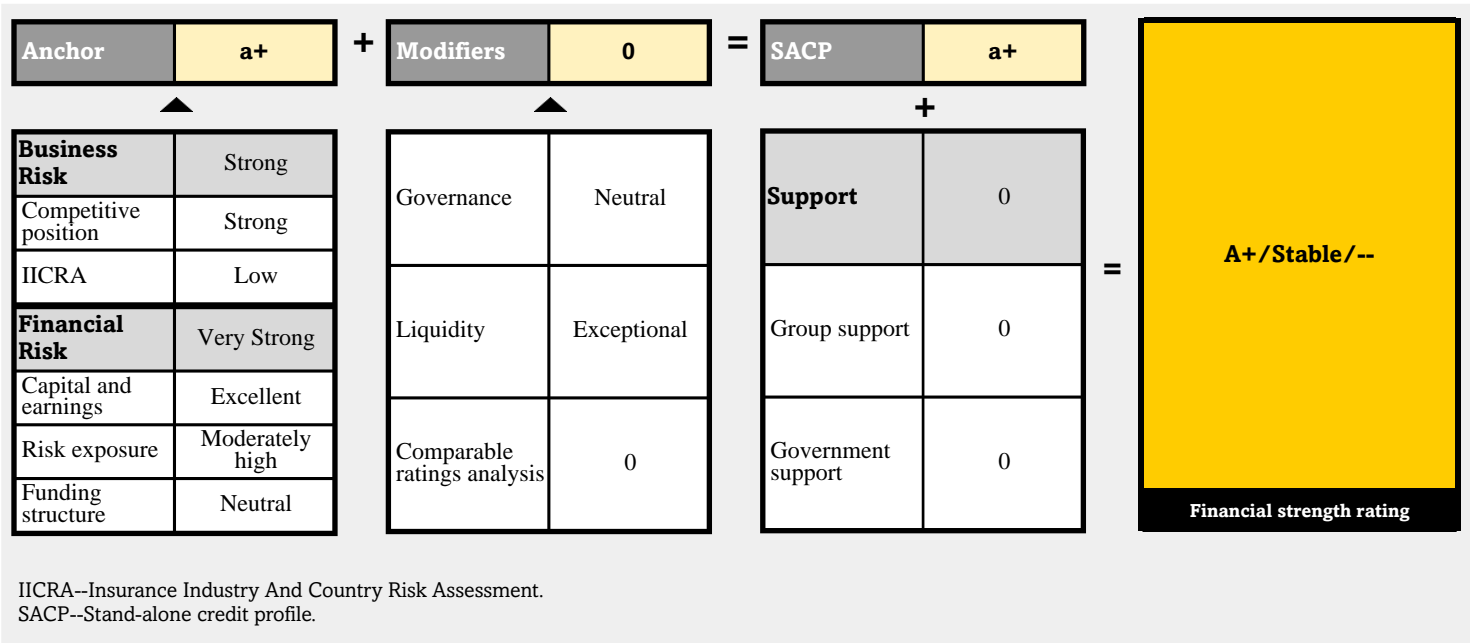 Anchor
a+
+
Modifiers
0
=
SACP
a+
Business
Risk
Strong
Competitive
position
Strong
IICRA
Low
Financial
Risk
Very Strong
Capital and
earnings
Excellent
Risk exposure
Moderately
high
Funding
structure
Neutral
Governance
Neutral
Liquidity
Exceptional
Comparable
ratings analysis
0
+
Support
0
Group support
0
Government
support
0
=
A+/Stable/--
Financial strength rating
IICRA--Insurance Industry And Country Risk Assessment.
SACP--Stand-alone credit profile.